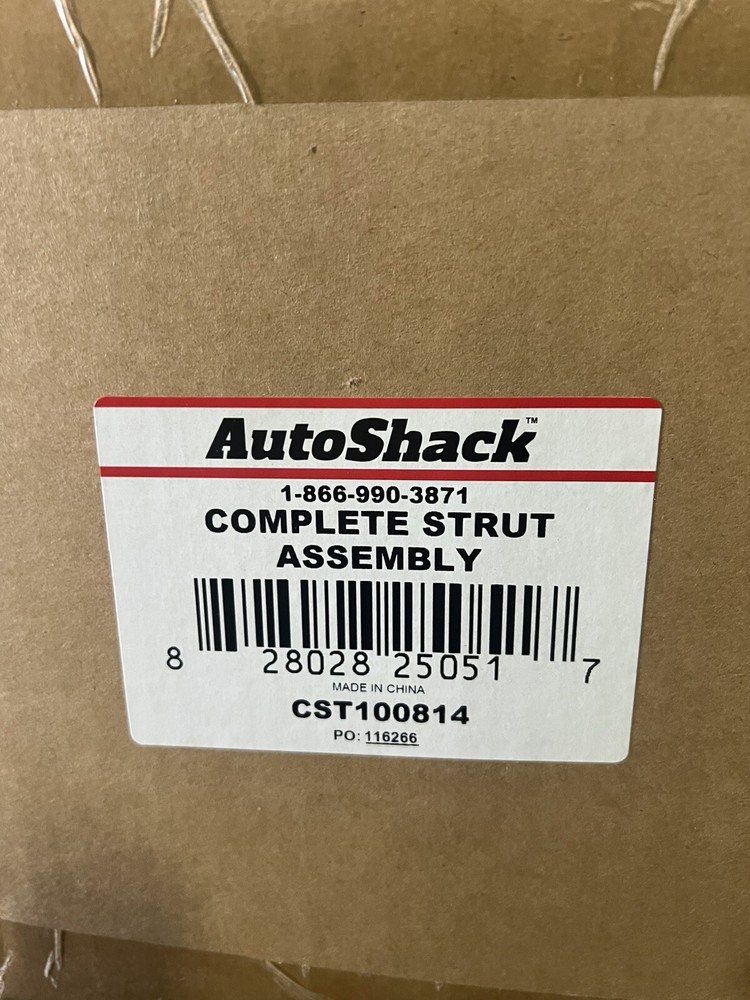 AutoShack™
1-866-990-3871
COMPLETE STRUT
ASSEMBLY
8 28028 25051 7
MADE IN CHINA
CST100814
PO: 116266